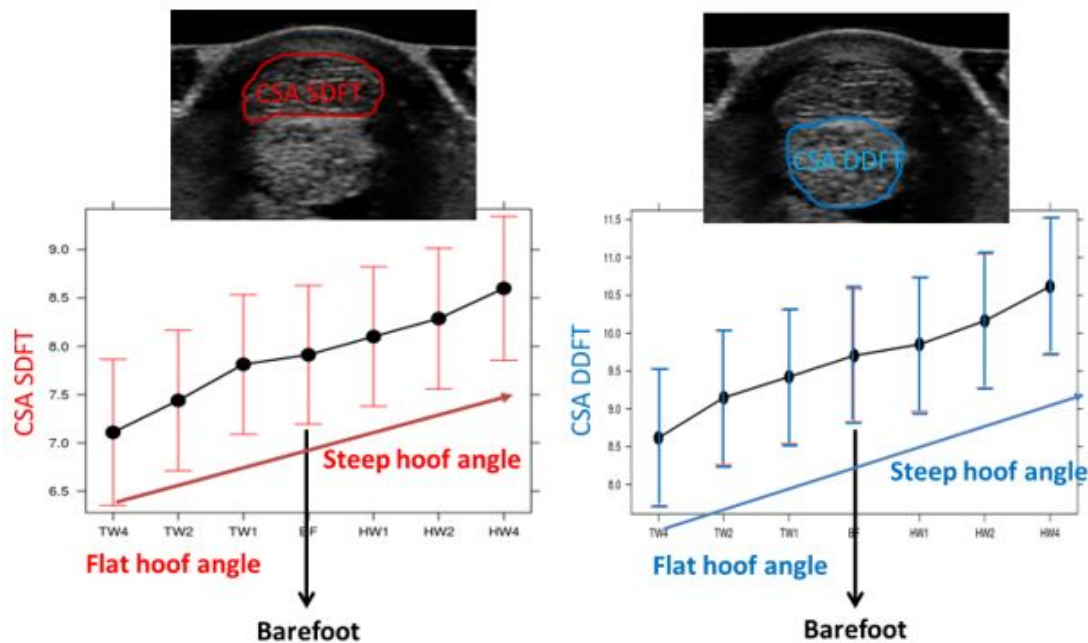 CSA SDFT
CSA DDFT
CSA SDFT
9.0
8.5
8.0
7.5
7.0
6.5
Steep hoof angle
TW4 TW2 TW1 BF HW1 HW2 HW4
Flat hoof angle
Barefoot
CSA DDFT
11.5
11.0
10.5
10.0
9.5
9.0
8.5
8.0
Steep hoof angle
TW4 TW2 TW1 BF HW1 HW2 HW4
Flat hoof angle
Barefoot